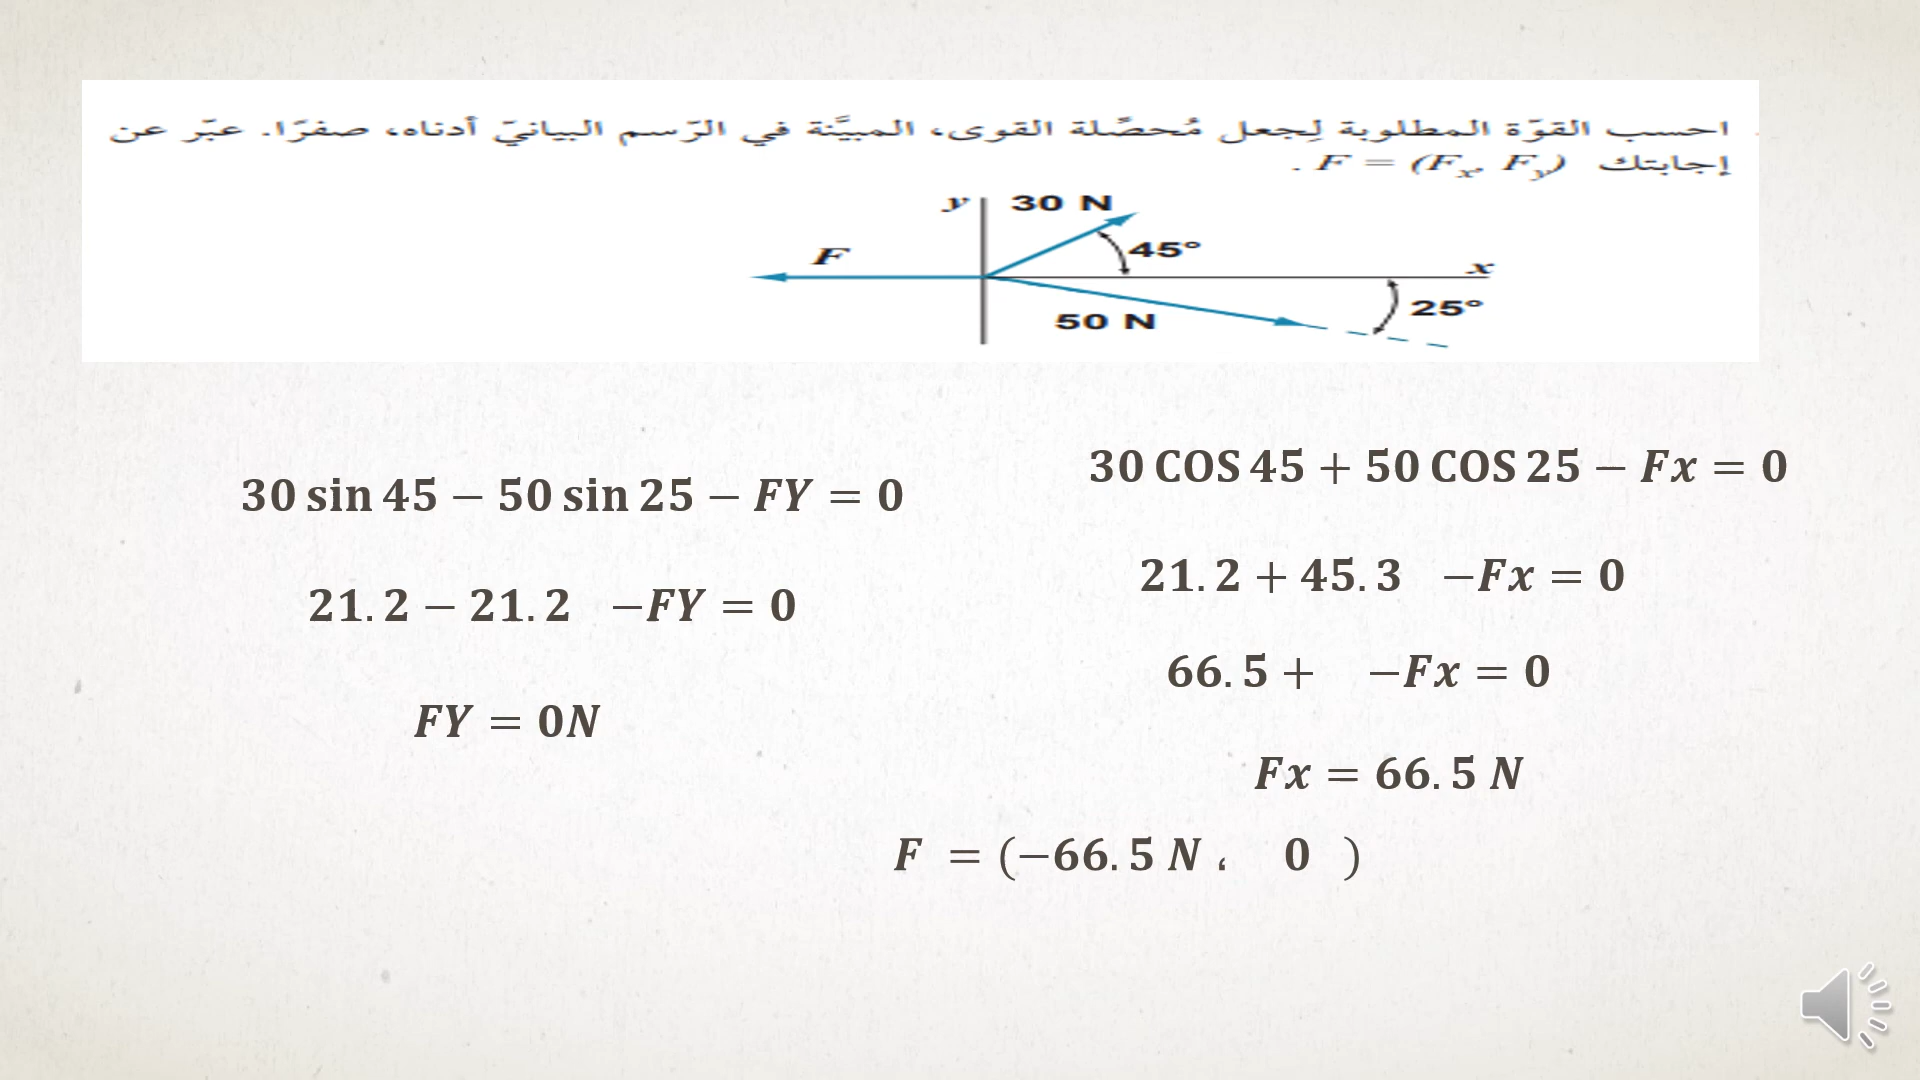 احسب القوّة المطلوبة لِجعل مُحصَّلة القوى، المبيَّنة في الرّسم البيانيّ أدناه، صفرًا. عبّر عن
إجابتك F = (Fx, Fy) .
y
30 N
45°
F
x
25°
50 N
30 COS 45 + 50 COS 25 − Fx = 0
21.2 + 45.3 −Fx = 0
66.5 + −Fx = 0
Fx = 66.5 N
30 sin 45 − 50 sin 25 − FY = 0
21.2 − 21.2 −FY = 0
FY = 0N
F = (−66.5 N ، 0 )